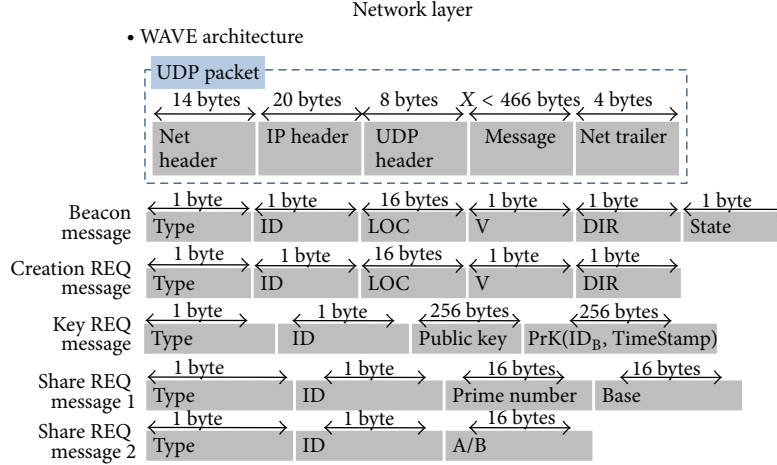 Network layer
• WAVE architecture
UDP packet
14 bytes 20 bytes 8 bytes X < 466 bytes 4 bytes
Net header IP header UDP header Message Net trailer
1 byte 1 byte 16 bytes 1 byte 1 byte 1 byte
Beacon message Type ID LOC V DIR State
1 byte 1 byte 16 bytes 1 byte 1 byte
Creation REQ message Type ID LOC V DIR
1 byte 1 byte 256 bytes 256 bytes
Key REQ message Type ID Public key PrK(ID_B, TimeStamp)
1 byte 1 byte 16 bytes 16 bytes
Share REQ message 1 Type ID Prime number Base
1 byte 1 byte 16 bytes
Share REQ message 2 Type ID A/B